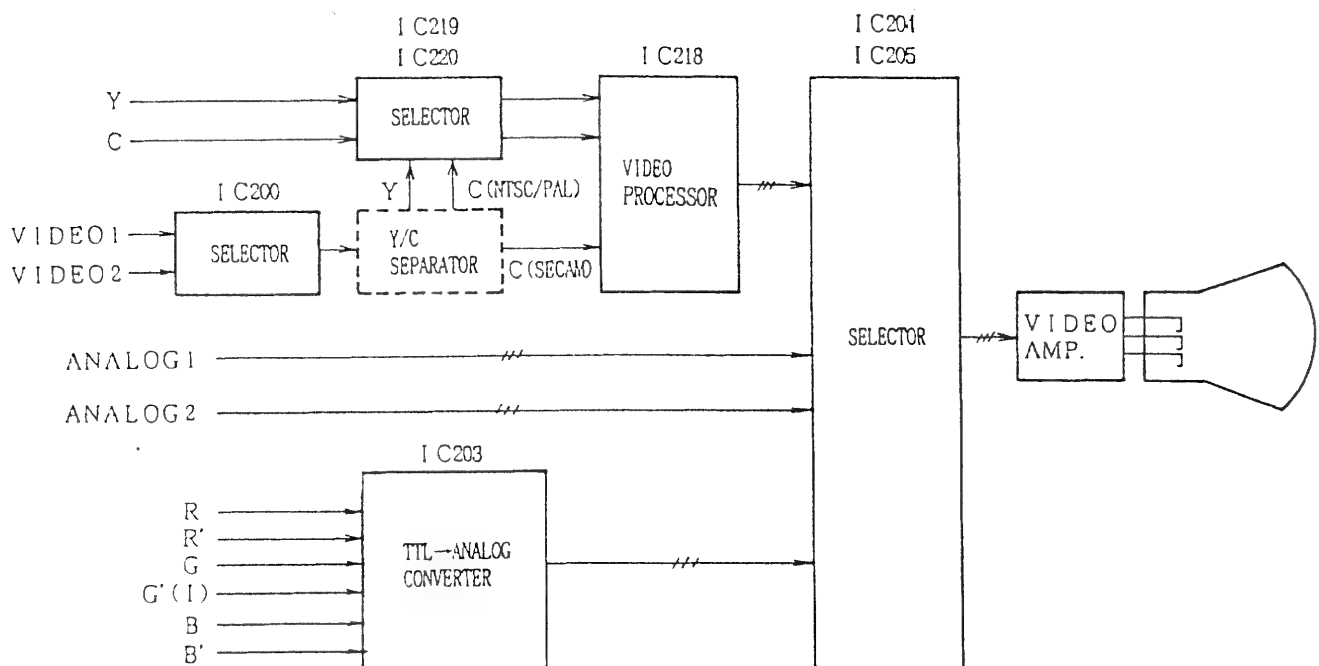 IC219
IC220
IC218
IC204
IC205
Y
C
SELECTOR
VIDEO
PROCESSOR
Y
C(NTSC/PAL)
IC200
VIDEO1
VIDEO2
SELECTOR
Y/C
SEPARATOR
C(SECAM)
SELECTOR
VIDEO
AMP.
ANALOG1
ANALOG2
IC203
R
R'
G
G'(I)
B
B'
TTL→ANALOG
CONVERTER